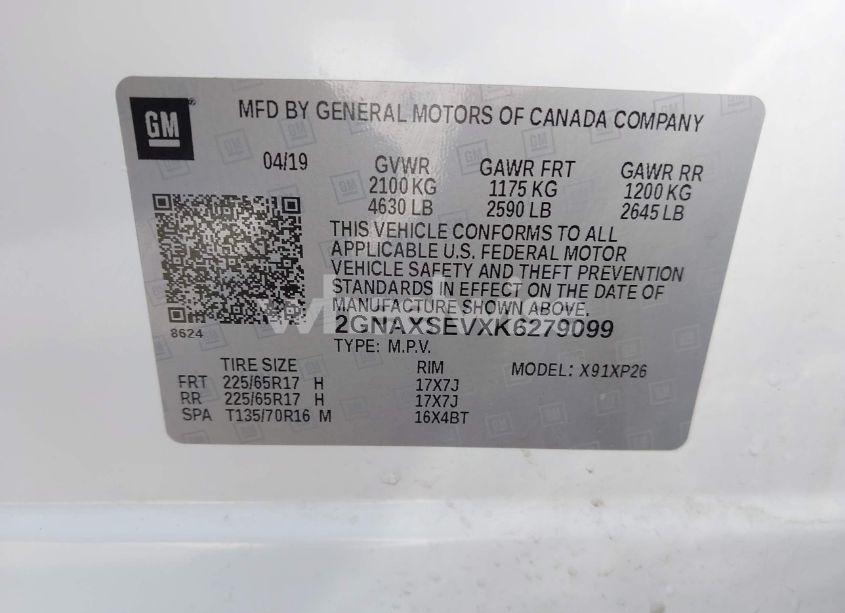 GM
MFD BY GENERAL MOTORS OF CANADA COMPANY
04/19 GVWR GAWR FRT GAWR RR
2100 KG 1175 KG 1200 KG
4630 LB 2590 LB 2645 LB
THIS VEHICLE CONFORMS TO ALL
APPLICABLE U.S. FEDERAL MOTOR
VEHICLE SAFETY AND THEFT PREVENTION
STANDARDS IN EFFECT ON THE DATE OF
MANUFACTURE SHOWN ABOVE.
8624
2GNAXSEVXK6279099
TYPE: M.P.V.
TIRE SIZE RIM MODEL: X91XP26
FRT 225/65R17 H 17X7J
RR 225/65R17 H 17X7J
SPA T135/70R16 M 16X4BT